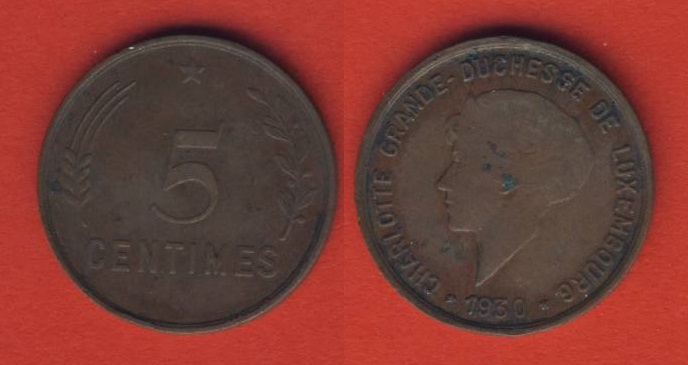 5
CENTIMES
CHARLOTTE GRANDE-DUCHESSE DE LUXEMBOURG
1930